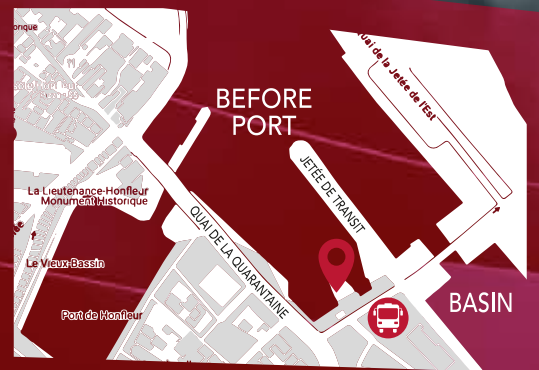 orique
Quai de la Jetée de l'Est
BEFORE
PORT
JETÉE DE TRANSIT
La Lieutenance-Honfleur
Monument Historique
QUAI DE LA QUARANTAINE
Le Vieux-Bassin
BASIN
Port de Honfleur